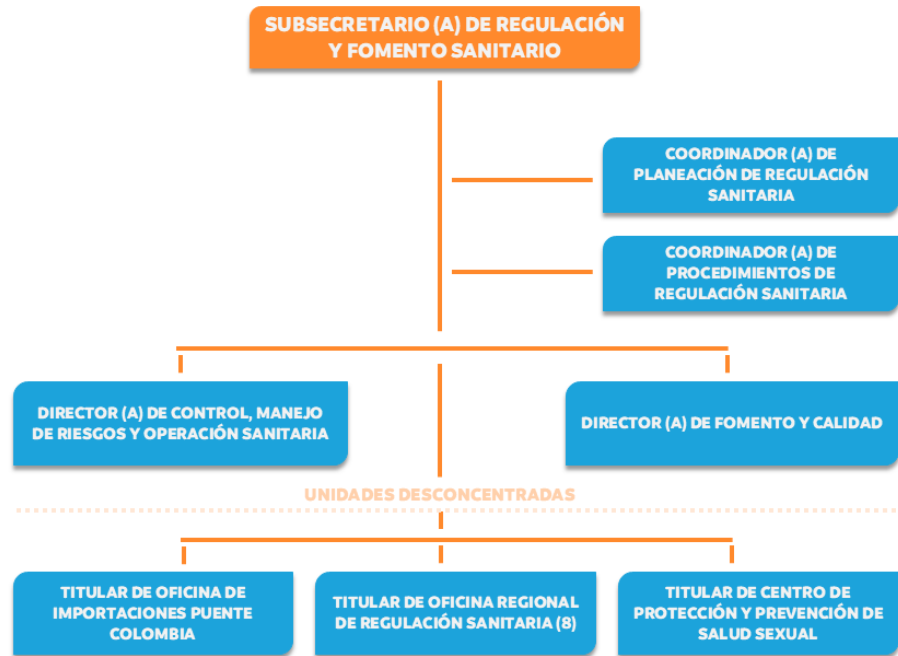 SUBSECRETARIO (A) DE REGULACIÓN
Y FOMENTO SANITARIO
COORDINADOR (A) DE
PLANEACIÓN DE REGULACIÓN
SANITARIA
COORDINADOR (A) DE
PROCEDIMIENTOS DE
REGULACIÓN SANITARIA
DIRECTOR (A) DE CONTROL, MANEJO
DE RIESGOS Y OPERACIÓN SANITARIA
DIRECTOR (A) DE FOMENTO Y CALIDAD
UNIDADES DESCONCENTRADAS
TITULAR DE OFICINA DE
IMPORTACIONES PUENTE
COLOMBIA
TITULAR DE OFICINA REGIONAL
DE REGULACIÓN SANITARIA (8)
TITULAR DE CENTRO DE
PROTECCIÓN Y PREVENCIÓN DE
SALUD SEXUAL